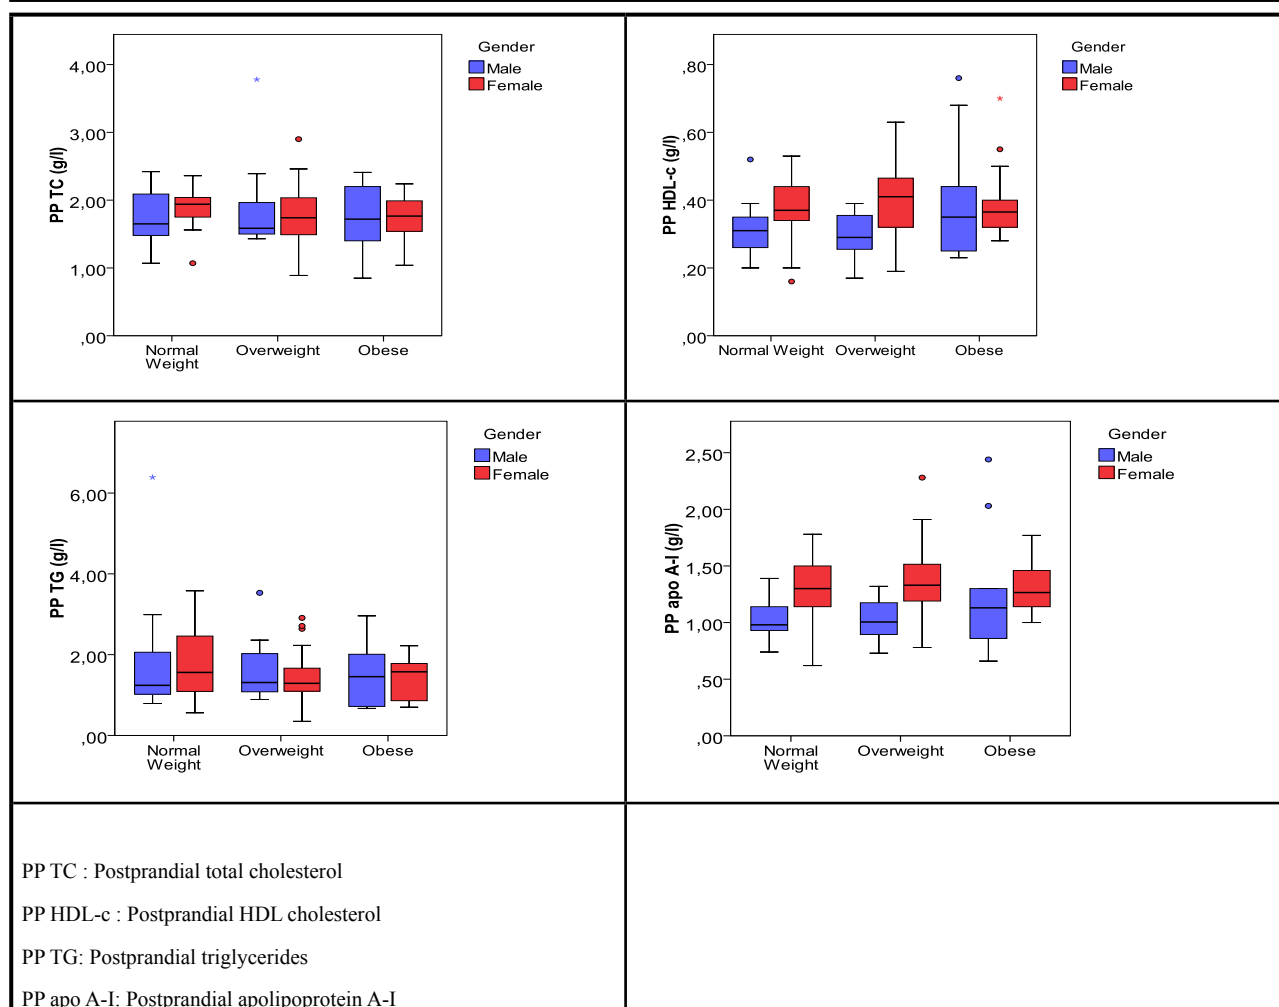 Gender
Male
Female
PP TC (g/l)
4,00
3,00
2,00
1,00
,00
*
Normal
Weight
Overweight
Obese
Gender
Male
Female
PP HDL-c (g/l)
,80
,60
,40
,20
,00
*
Normal Weight
Overweight
Obese
Gender
Male
Female
PP TG (g/l)
6,00
4,00
2,00
,00
*
Normal
Weight
Overweight
Obese
Gender
Male
Female
PP apo A-I (g/l)
2,50
2,00
1,50
1,00
,50
,00
Normal
Weight
Overweight
Obese
PP TC : Postprandial total cholesterol
PP HDL-c : Postprandial HDL cholesterol
PP TG: Postprandial triglycerides
PP apo A-I: Postprandial apolipoprotein A-I